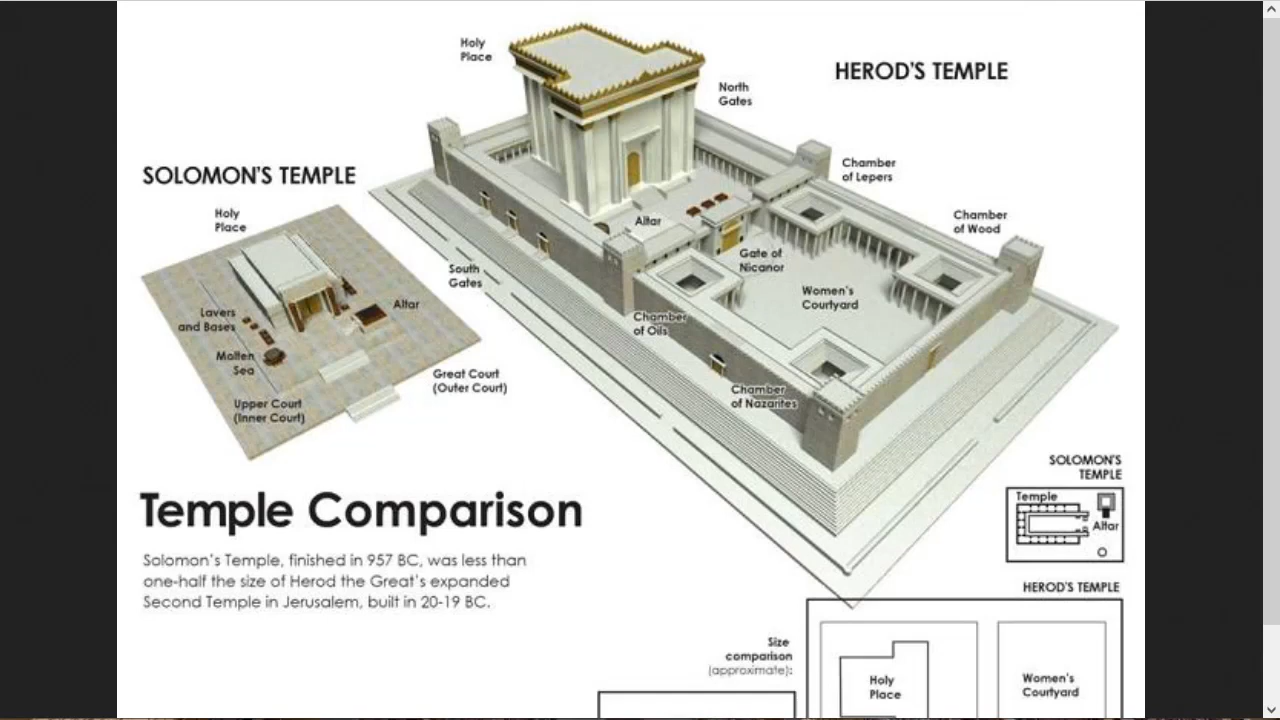 HEROD'S TEMPLE
Holy
Place
North
Gates
Chamber
of Lepers
Chamber
of Wood
Altar
Gate of
Nicanor
South
Gates
Women's
Courtyard
Chamber
of Oils
Chamber
of Nazarites
SOLOMON'S TEMPLE
Holy
Place
Lavers
and Bases
Altar
Molten
Sea
Great Court
(Outer Court)
Upper Court
(Inner Court)
Temple Comparison
Solomon's Temple, finished in 957 BC, was less than
one-half the size of Herod the Great's expanded
Second Temple in Jerusalem, built in 20-19 BC.
SOLOMON'S
TEMPLE
Temple
Altar
HEROD'S TEMPLE
Size
comparison
(approximate):
Holy
Place
Women's
Courtyard